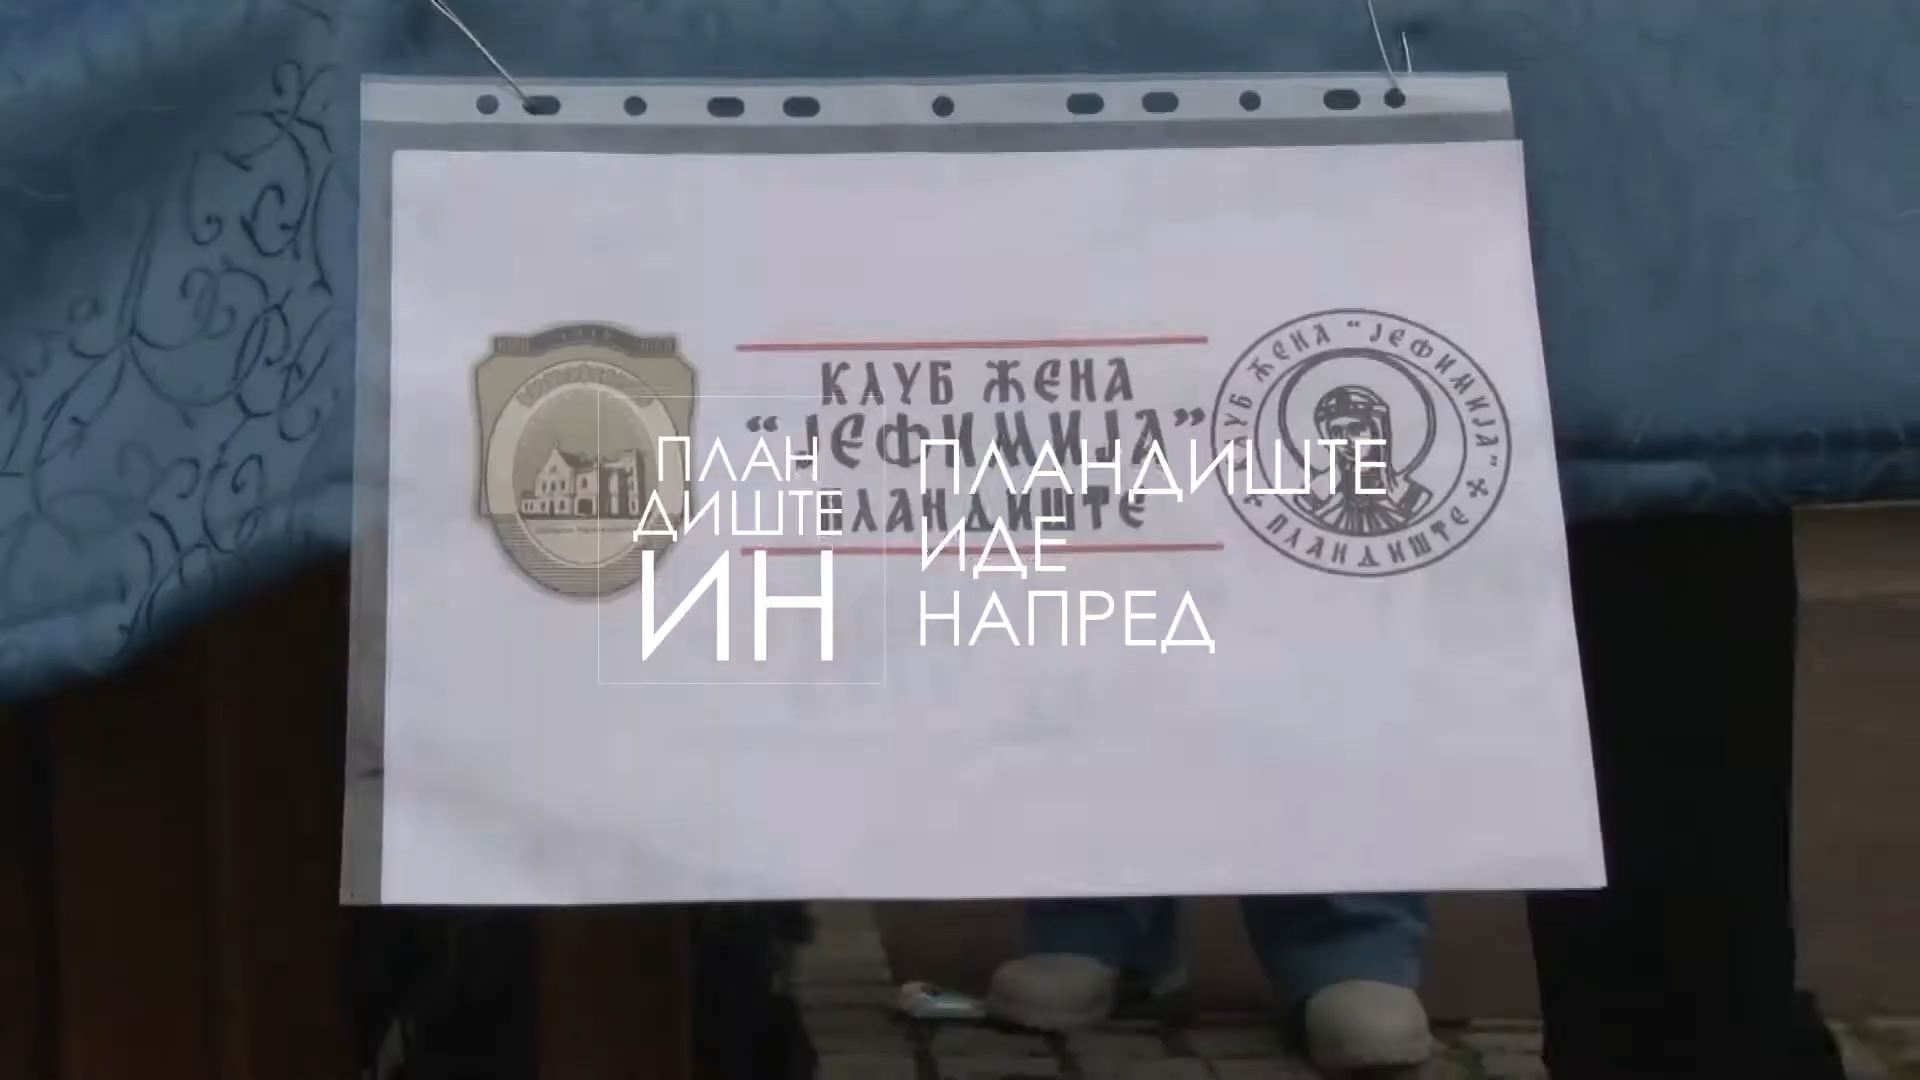 КЛУБ ЖЕНА
“ЈЕФИМИЈА”
ПЛАНДИШТЕ
КЛУБ ЖЕНА “ЈЕФИМИЈА”
ПЛАНДИШТЕ
ПЛАН
ДИШТЕ
ИН
ПЛАНДИШТЕ
ИДЕ
НАПРЕД